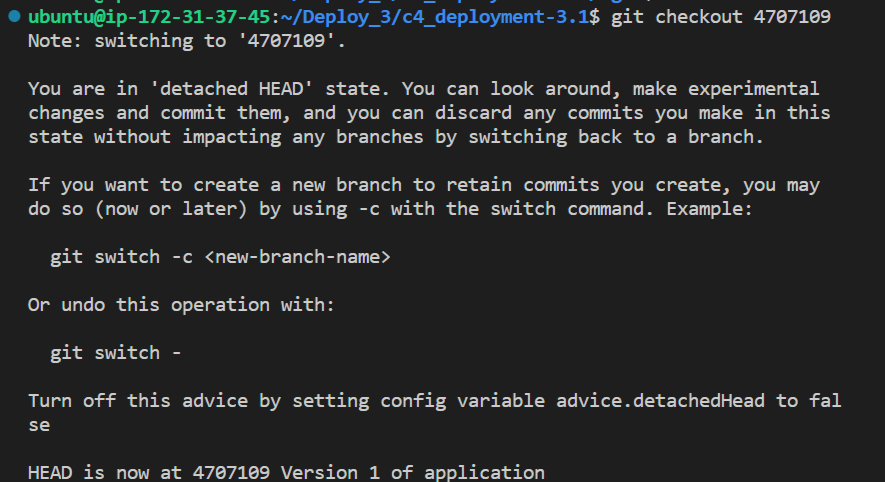 ubuntu@ip-172-31-37-45:~/Deploy_3/c4_deployment-3.1$ git checkout 4707109
Note: switching to '4707109'.
You are in 'detached HEAD' state. You can look around, make experimental
changes and commit them, and you can discard any commits you make in this
state without impacting any branches by switching back to a branch.
If you want to create a new branch to retain commits you create, you may
do so (now or later) by using -c with the switch command. Example:
git switch -c <new-branch-name>
Or undo this operation with:
git switch -
Turn off this advice by setting config variable advice.detachedHead to fal
se
HEAD is now at 4707109 Version 1 of application